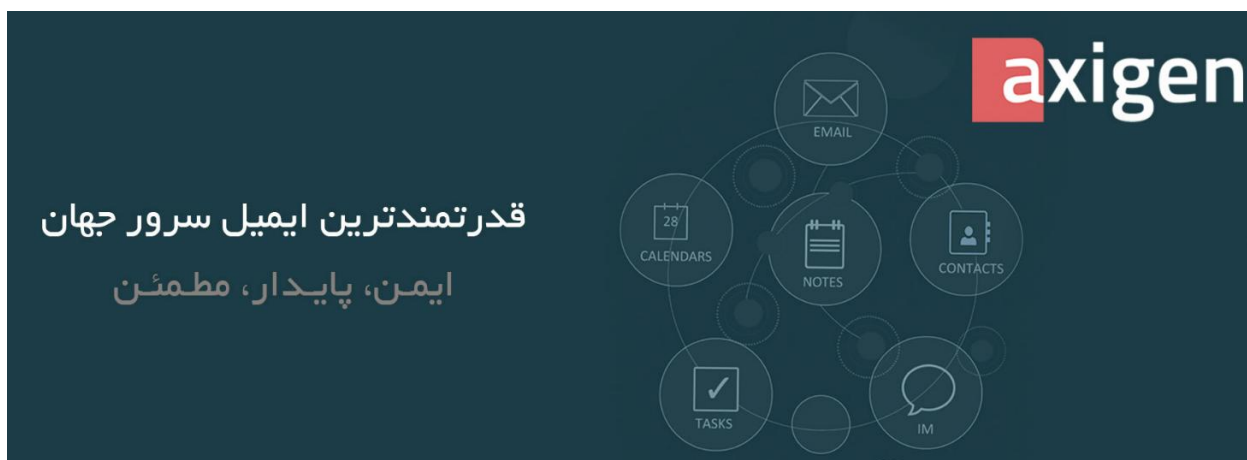 axigen
قدرتمندترین ایمیل سرور جهان
ایمن، پایدار، مطمئن
EMAIL
28
CALENDARS
NOTES
CONTACTS
TASKS
IM